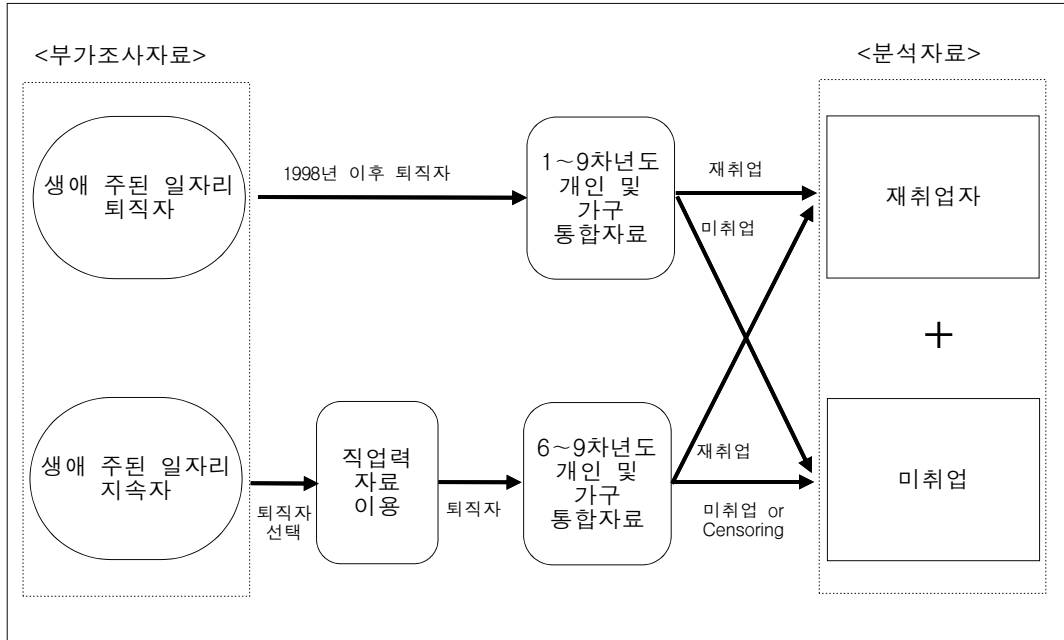 <부가조사자료>
<분석자료>
생애 주된 일자리
퇴직자
1998년 이후 퇴직자
1~9차년도
개인 및
가구
통합자료
재취업
미취업
재취업자
+
생애 주된 일자리
지속자
퇴직자
선택
직업력
자료
이용
퇴직자
6~9차년도
개인 및
가구
통합자료
재취업
미취업 or
Censoring
미취업